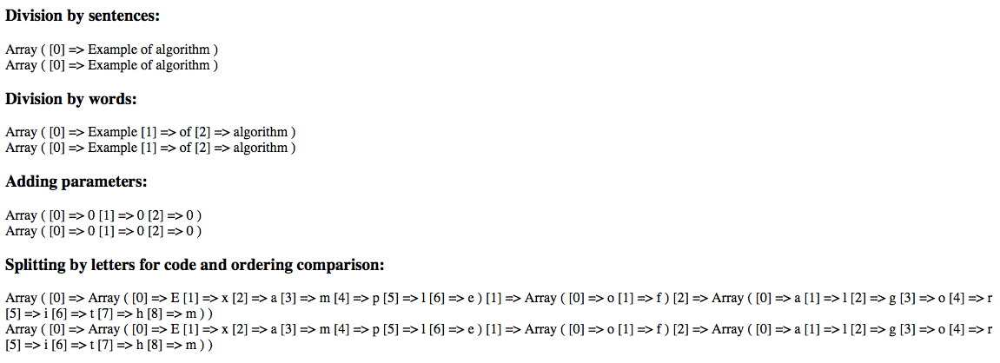 Division by sentences:
Array ( [0] => Example of algorithm )
Array ( [0] => Example of algorithm )
Division by words:
Array ( [0] => Example [1] => of [2] => algorithm )
Array ( [0] => Example [1] => of [2] => algorithm )
Adding parameters:
Array ( [0] => 0 [1] => 0 [2] => 0 )
Array ( [0] => 0 [1] => 0 [2] => 0 )
Splitting by letters for code and ordering comparison:
Array ( [0] => Array ( [0] => E [1] => x [2] => a [3] => m [4] => p [5] => l [6] => e ) [1] => Array ( [0] => o [1] => f ) [2] => Array ( [0] => a [1] => l [2] => g [3] => o [4] => r
[5] => i [6] => t [7] => h [8] => m ) )
Array ( [0] => Array ( [0] => E [1] => x [2] => a [3] => m [4] => p [5] => l [6] => e ) [1] => Array ( [0] => o [1] => f ) [2] => Array ( [0] => a [1] => l [2] => g [3] => o [4] => r
[5] => i [6] => t [7] => h [8] => m ) )